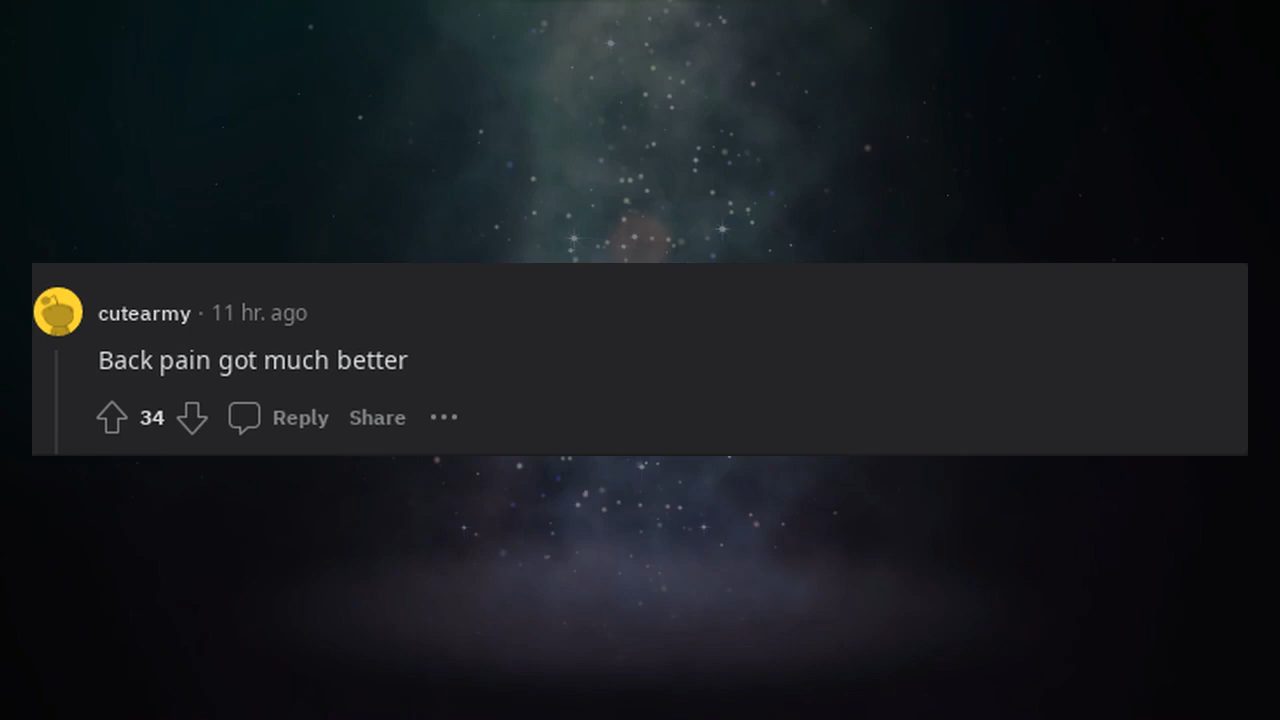 cutearmy · 11 hr. ago
Back pain got much better
34 Reply Share ···